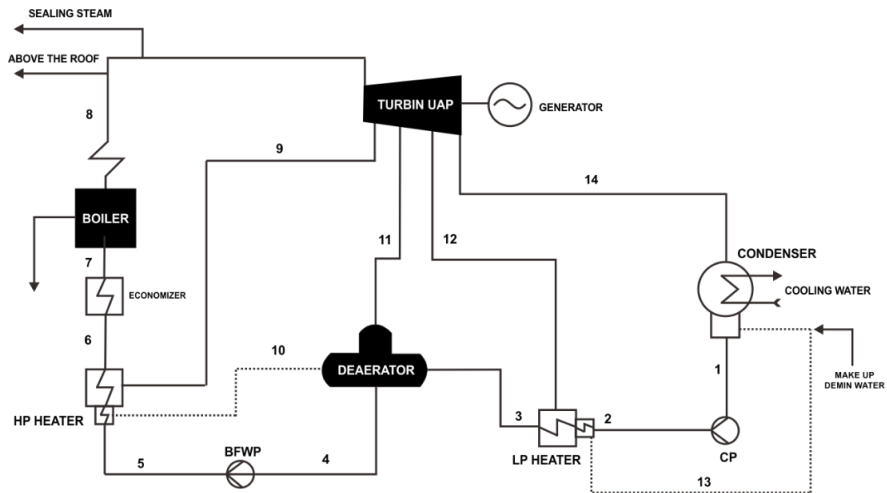 SEALING STEAM
ABOVE THE ROOF
8
9
TURBIN UAP
GENERATOR
14
BOILER
11
12
7
CONDENSER
ECONOMIZER
COOLING WATER
6
10
DEAERATOR
1
MAKE UP
DEMIN WATER
HP HEATER
3
2
BFWP
CP
5
4
LP HEATER
13